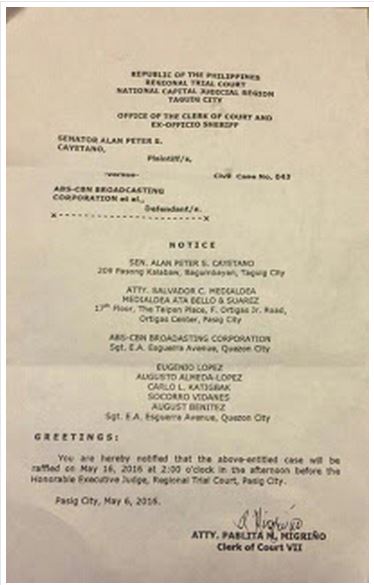 REPUBLIC OF THE PHILIPPINES
REGIONAL TRIAL COURT
NATIONAL CAPITAL JUDICIAL REGION
TAGUIG CITY
OFFICE OF THE CLERK OF COURT AND
EX-OFFICIO SHERIFF
SENATOR ALAN PETER S.
CAYETANO,
Plaintiff/s,
-versus-
Civil Case No. 043
ABS-CBN BROADCASTING
CORPORATION et al.,
Defendant/s.
x - - - - - - - - - - - - - - - - - - - x
NOTICE
SEN. ALAN PETER S. CAYETANO
209 Pasong Kalabaw, Bagumbayan, Taguig City
ATTY. SALVADOR C. MEDIALDEA
MEDIALDEA ATA BELLO & SUAREZ
17th Floor, The Taipan Place, F. Ortigas Jr. Road,
Ortigas Center, Pasig City
ABS-CBN BROADASTING CORPORATION
Sgt. E.A. Esguerra Avenue, Quezon City
EUGENIO LOPEZ
AUGUSTO ALMEDA-LOPEZ
CARLO L. KATIGBAK
SOCORRO VIDANES
AUGUST BENITEZ
Sgt. E.A. Esguerra Avenue, Quezon City
GREETINGS:
You are hereby notified that the above-entitled case will be
raffled on May 16, 2016 at 2:00 o'clock in the afternoon before the
Honorable Executive Judge, Regional Trial Court, Pasig City.
Pasig City, May 6, 2016.
ATTY. PABLITA M. MIGRIÑO
Clerk of Court VII